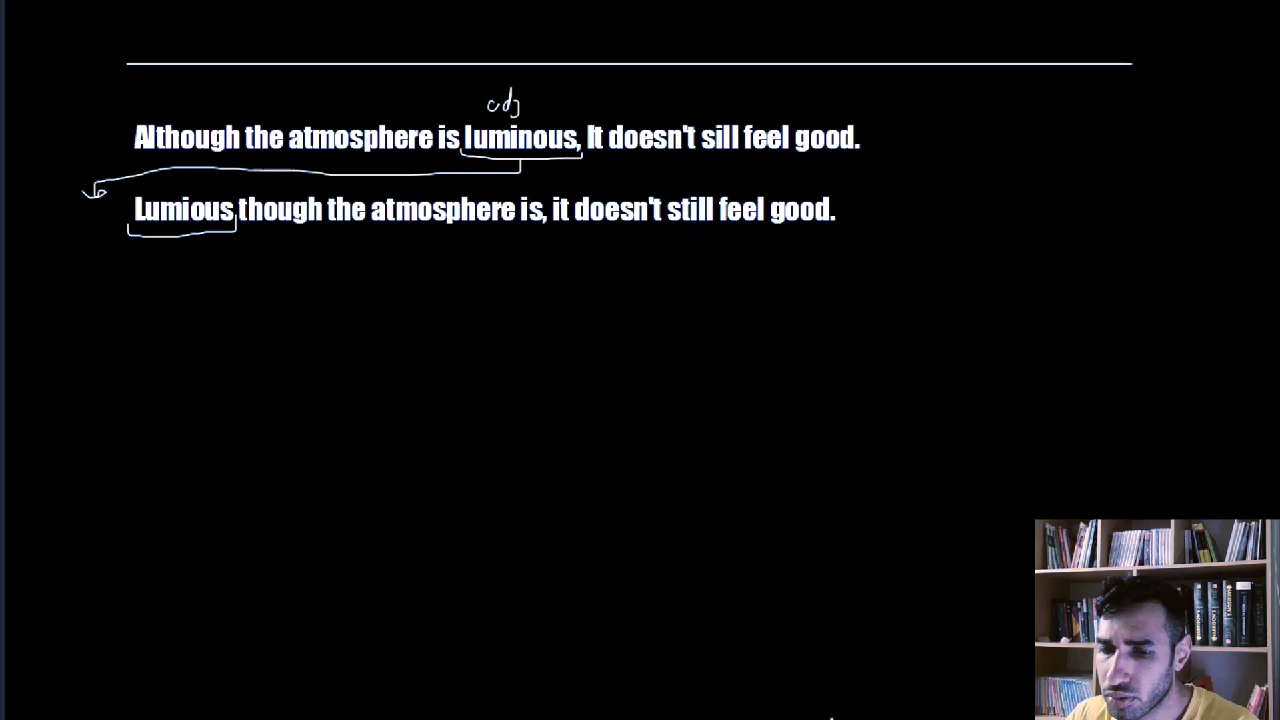 adj
Although the atmosphere is luminous, It doesn't sill feel good.
Lumious though the atmosphere is, it doesn't still feel good.